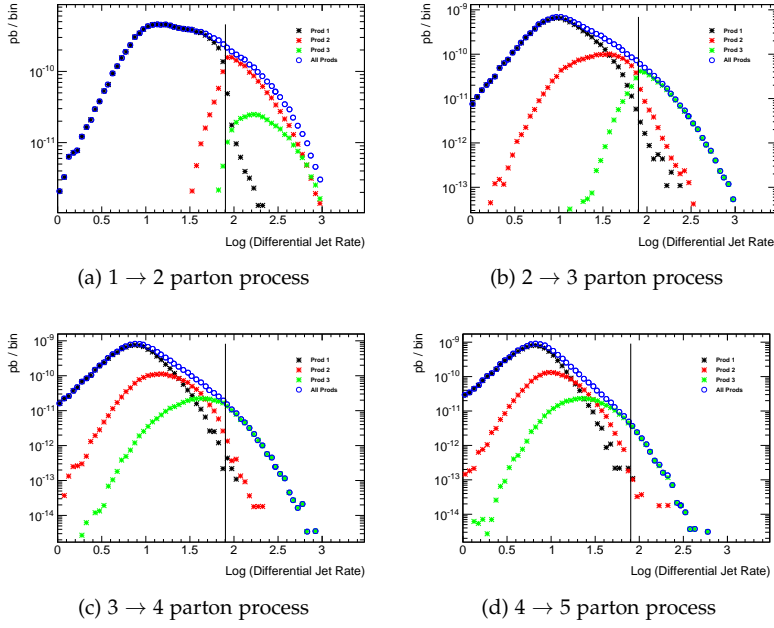 pb / bin
10^-10
10^-11
0 0.5 1 1.5 2 2.5 3
Log (Differential Jet Rate)
Prod 1
Prod 2
Prod 3
All Prods
(a) 1 → 2 parton process
pb / bin
10^-9
10^-10
10^-11
10^-12
10^-13
0 0.5 1 1.5 2 2.5 3
Log (Differential Jet Rate)
Prod 1
Prod 2
Prod 3
All Prods
(b) 2 → 3 parton process
pb / bin
10^-9
10^-10
10^-11
10^-12
10^-13
10^-14
0 0.5 1 1.5 2 2.5 3
Log (Differential Jet Rate)
Prod 1
Prod 2
Prod 3
All Prods
(c) 3 → 4 parton process
pb / bin
10^-9
10^-10
10^-11
10^-12
10^-13
10^-14
0 0.5 1 1.5 2 2.5 3
Log (Differential Jet Rate)
Prod 1
Prod 2
Prod 3
All Prods
(d) 4 → 5 parton process